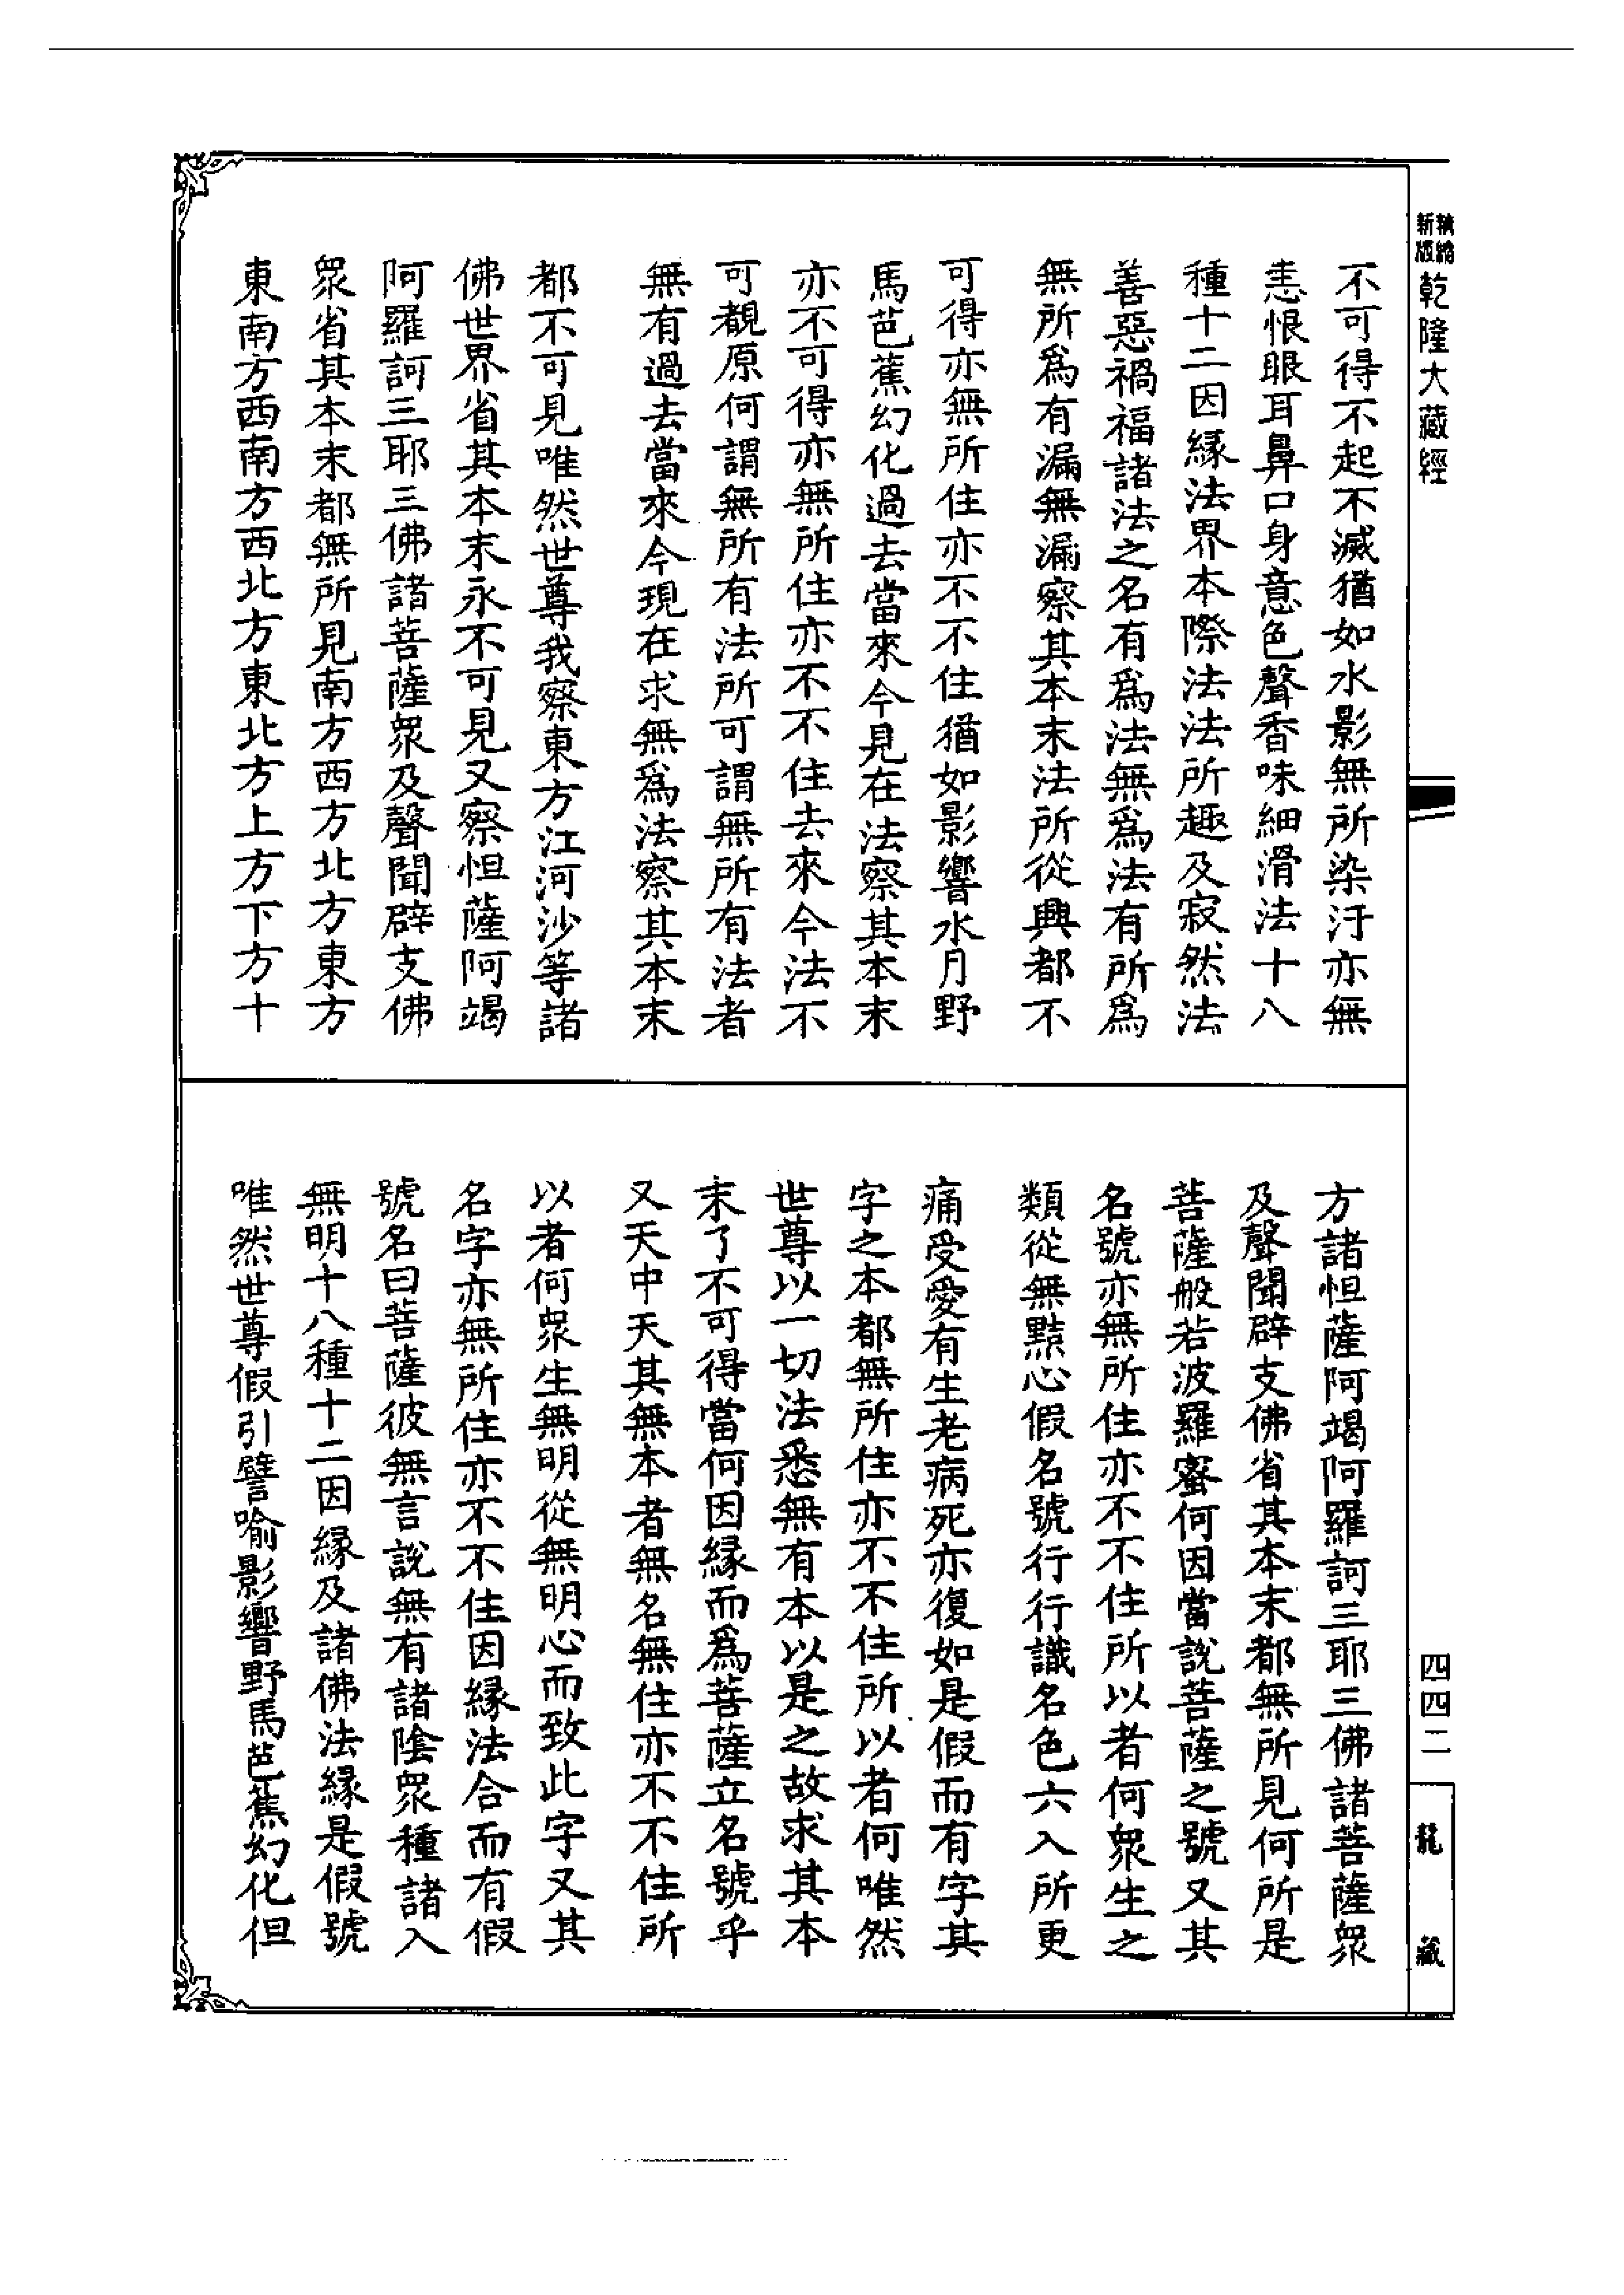 新版精縮
乾隆大藏經
不可得不起不滅猶如水影無所染汙亦無
恚恨眼耳鼻口身意色聲香味細滑法十八
種十二因緣法界本際法法所趣及寂然法
善惡禍福諸法之名有為法無為法有所為
無所為有漏無漏察其本末法所從興都不
可得亦無所住亦不不住猶如影響水月野
馬芭蕉幻化過去當來今見在法察其本末
亦不可得亦無所住亦不不住去來今法不
可覩原何謂無所有法所可謂無所有法者
無有過去當來今現在求無為法察其本末
都不可見唯然世尊我察東方江河沙等諸
佛世界省其本末永不可見又察怛薩阿竭
阿羅訶三耶三佛諸菩薩眾及聲聞辟支佛
眾省其本末都無所見南方西方北方東方
東南方西南方西北方東北方上方下方十
方諸怛薩阿竭阿羅訶三耶三佛諸菩薩眾
及聲聞辟支佛省其本末都無所見何所是
菩薩般若波羅蜜何因當說菩薩之號又其
名號亦無所住亦不不住所以者何眾生之
類從無黠心假名號行行識名色六入所更
痛受愛有生老病死亦復如是假而有字其
字之本都無所住亦不不住所以者何唯然
世尊以一切法悉無有本以是之故求其本
末了不可得當何因緣而為菩薩立名號乎
又天中天其無本者無名無住亦不不住所
以者何眾生無明從無明心而致此字又其
名字亦無所住亦不不住因緣法合而有假
號名曰菩薩彼無言說無有諸陰眾種諸入
無明十八種十二因緣及諸佛法緣是假號
唯然世尊假引譬喻影響野馬芭蕉幻化但
四四二
龍藏